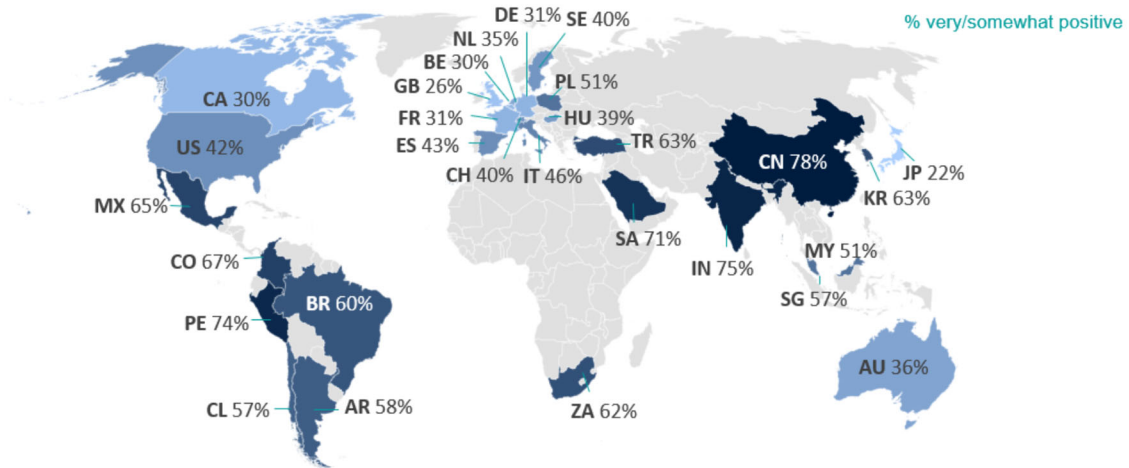 % very/somewhat positive
DE 31%
SE 40%
NL 35%
BE 30%
PL 51%
GB 26%
CA 30%
FR 31%
HU 39%
US 42%
ES 43%
TR 63%
CN 78%
CH 40%
IT 46%
JP 22%
KR 63%
MX 65%
SA 71%
MY 51%
CO 67%
IN 75%
SG 57%
BR 60%
PE 74%
AU 36%
CL 57%
AR 58%
ZA 62%